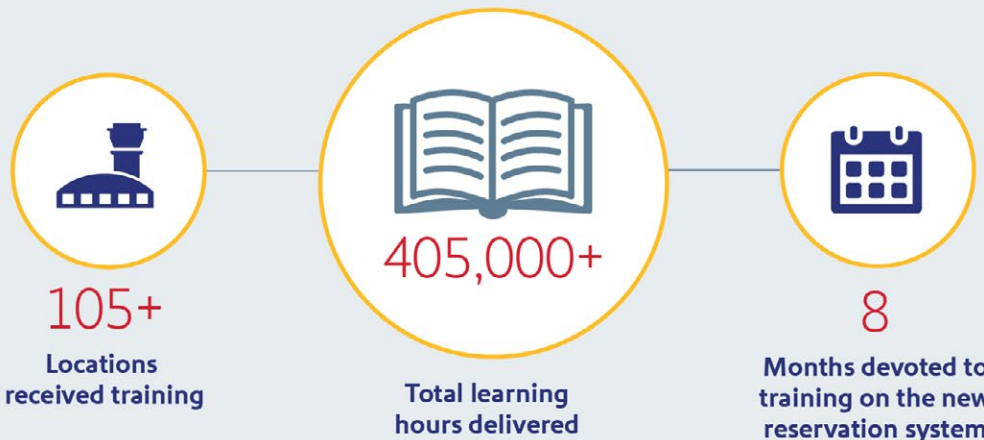 105+
Locations
received training
405,000+
Total learning
hours delivered
8
Months devoted to
training on the new
reservation system